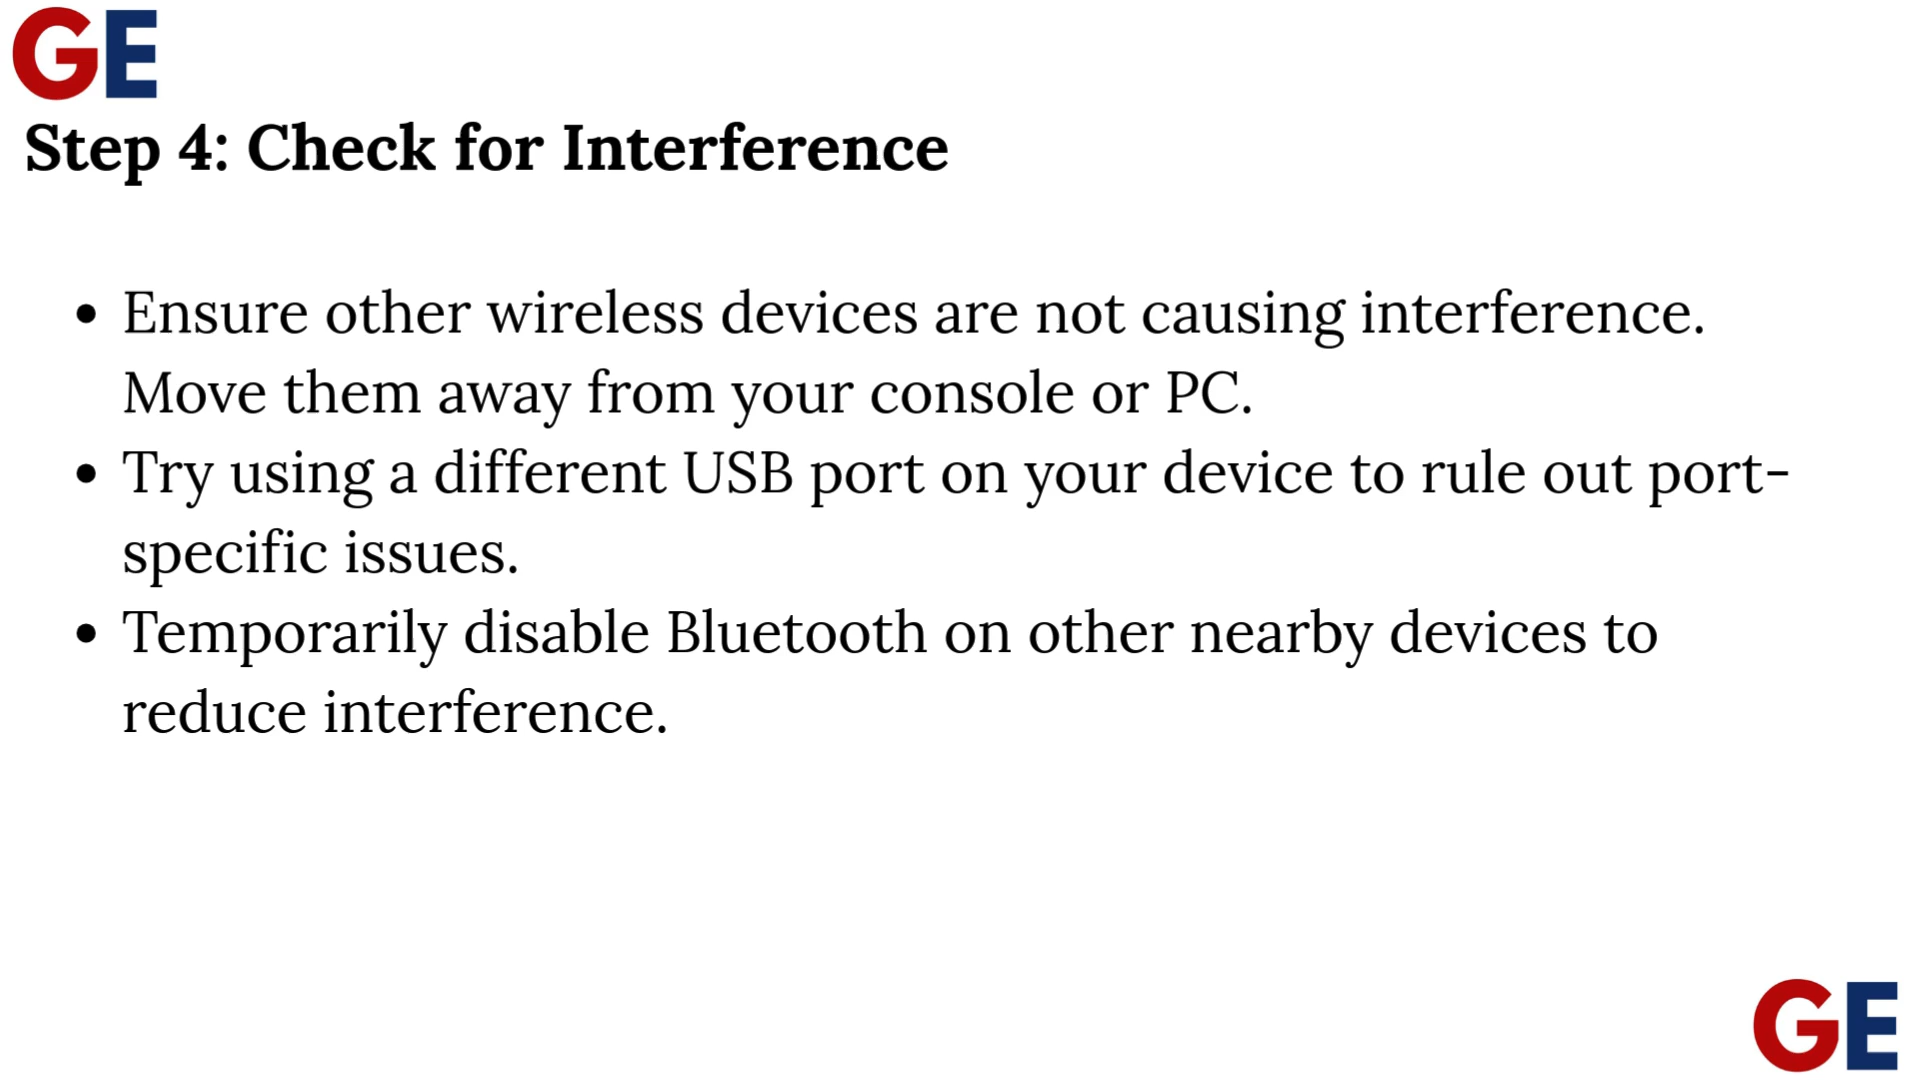 GE
Step 4: Check for Interference
• Ensure other wireless devices are not causing interference.
Move them away from your console or PC.
• Try using a different USB port on your device to rule out port-
specific issues.
• Temporarily disable Bluetooth on other nearby devices to
reduce interference.
GE